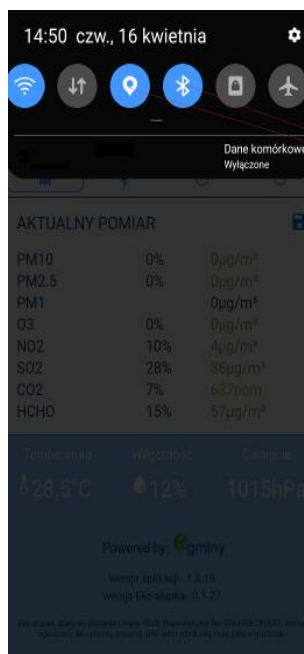 14:50 czw., 16 kwietnia
Dane komórkowe
Wyłączone
AKTUALNY POMIAR
PM10 0% 0µg/m³
PM2.5 0% 0µg/m³
PM1 0µg/m³
O3 0% 0µg/m³
NO2 10% 4µg/m³
SO2 28% 36µg/m³
CO2 7% 637ppm
HCHO 15% 57µg/m³
Temperatura Wilgotność Ciśnienie
28.5°C 12% 1015hPa
Powered by: egminy
wersja aplikacji: 1.3.19
wersja Eko-słupka: 0.1.27